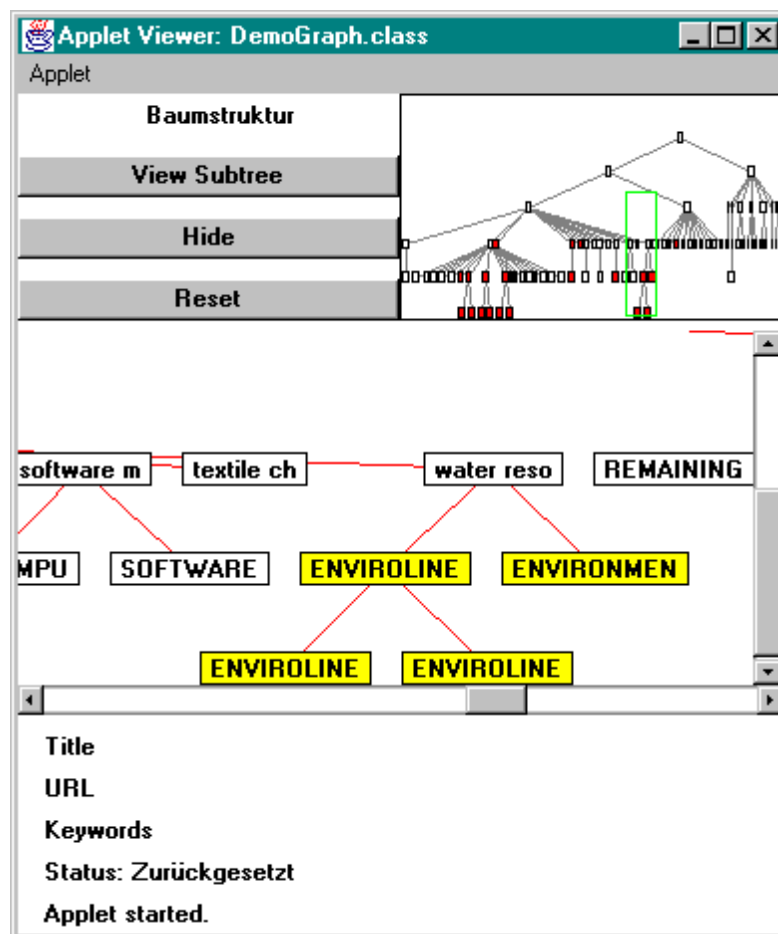 Applet Viewer: DemoGraph.class
Applet
Baumstruktur
View Subtree
Hide
Reset
software m textile ch water reso REMAINING
MPU SOFTWARE ENVIROLINE ENVIRONMEN
ENVIROLINE ENVIROLINE
Title
URL
Keywords
Status: Zurückgesetzt
Applet started.